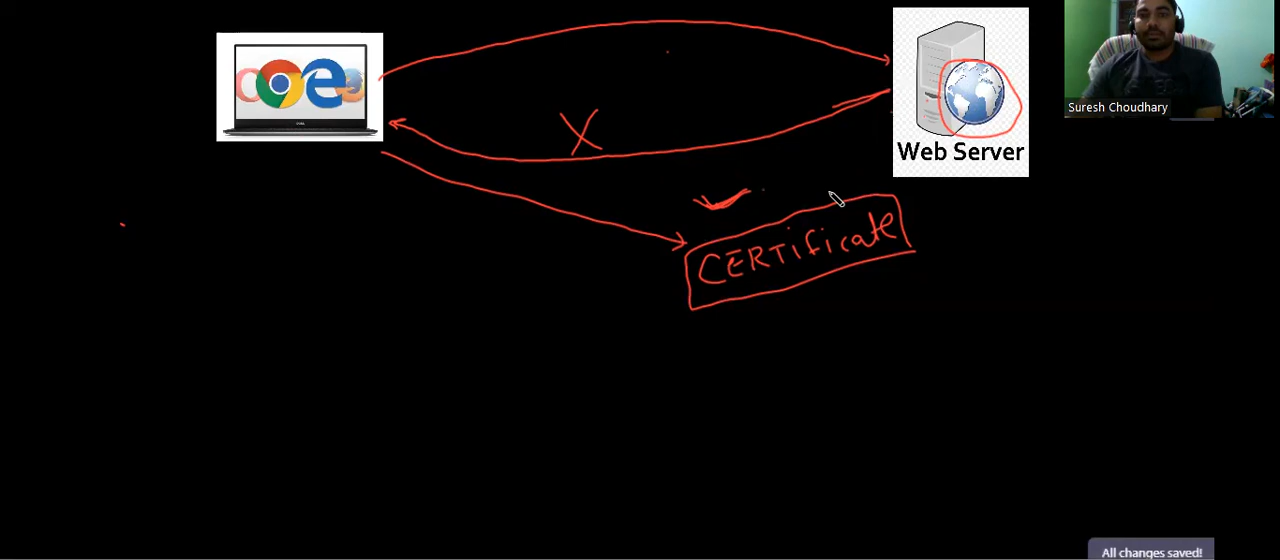 Suresh Choudhary
Web Server
X
CERTificate
All changes saved!